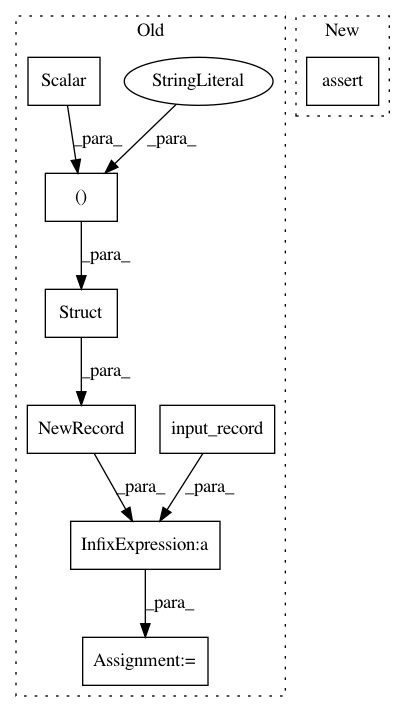 Old
New
Scalar
StringLiteral
assert
_para_
_para_
()
_para_
Struct
_para_
NewRecord
input_record
_para_
_para_
InfixExpression:a
_para_
Assignment:=